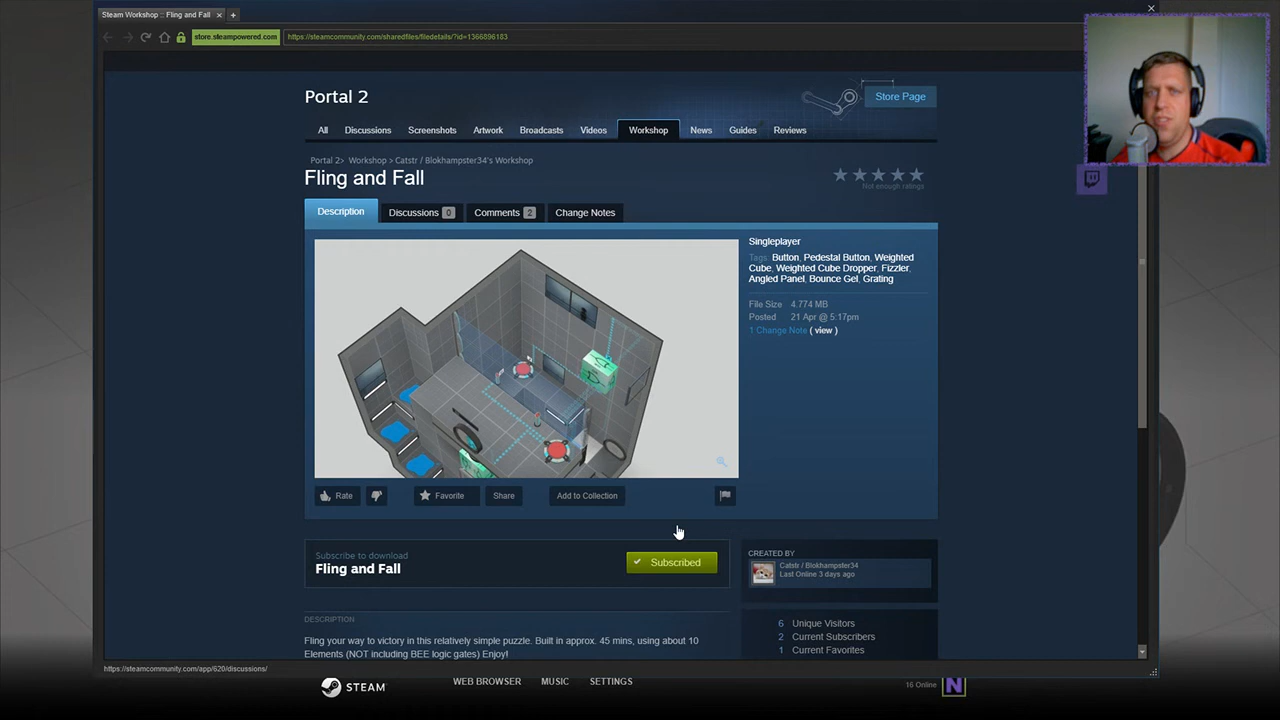 Steam Workshop :: Fling and Fall
store.steampowered.com
https://steamcommunity.com/sharedfiles/filedetails/?id=1366896183
Portal 2
Store Page
All
Discussions
Screenshots
Artwork
Broadcasts
Videos
Workshop
News
Guides
Reviews
Portal 2> Workshop > Catstr / Blokhampster34's Workshop
Fling and Fall
Not enough ratings
Description
Discussions 0
Comments 2
Change Notes
Singleplayer
Tags: Button, Pedestal Button, Weighted
Cube, Weighted Cube Dropper, Fizzler,
Angled Panel, Bounce Gel, Grating
File Size 4.774 MB
Posted 21 Apr @ 5:17pm
1 Change Note ( view )
Rate
Favorite
Share
Add to Collection
Subscribe to download
Fling and Fall
Subscribed
CREATED BY
Catstr / Blokhampster34
Last Online 3 days ago
6 Unique Visitors
2 Current Subscribers
1 Current Favorites
DESCRIPTION
Fling your way to victory in this relatively simple puzzle. Built in approx. 45 mins, using about 10
Elements (NOT including BEE logic gates) Enjoy!
https://steamcommunity.com/app/620/discussions/
STEAM
WEB BROWSER
MUSIC
SETTINGS
16 Online
N